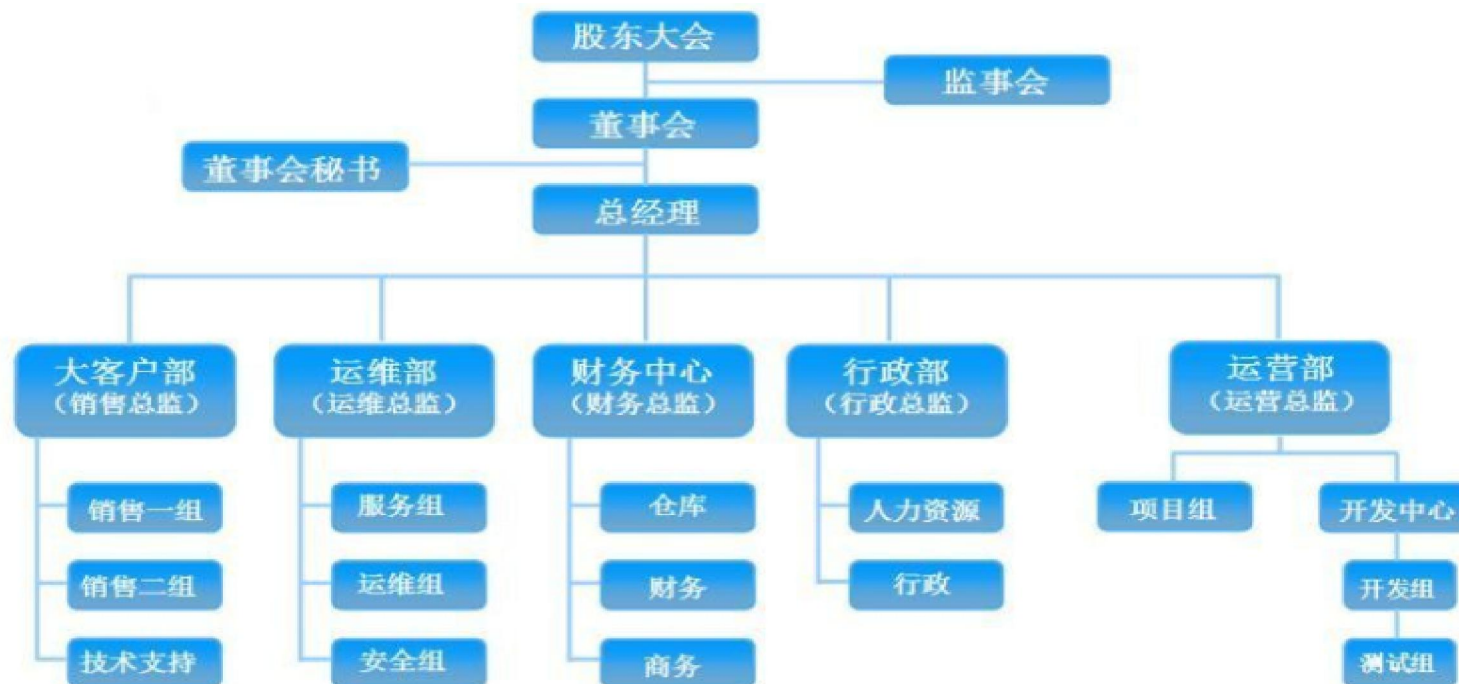 股东大会
监事会
董事会
董事会秘书
总经理
大客户部
（销售总监）
运维部
（运维总监）
财务中心
（财务总监）
行政部
（行政总监）
运营部
（运营总监）
销售一组
服务组
仓库
人力资源
项目组
开发中心
销售二组
运维组
财务
行政
开发组
技术支持
安全组
商务
测试组